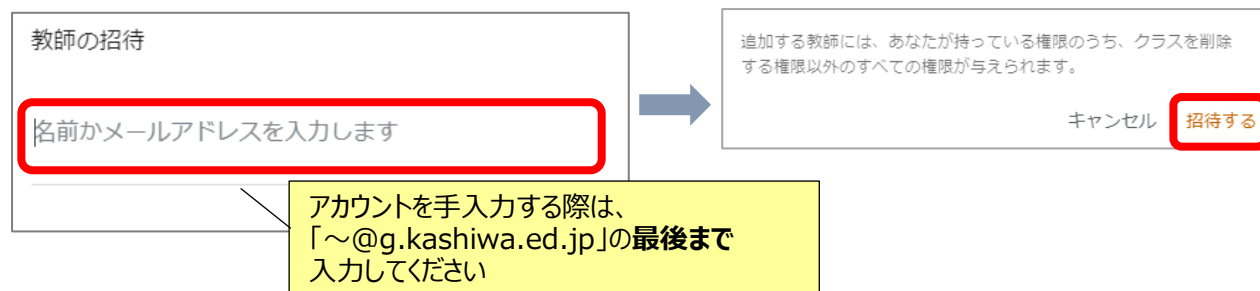 教師の招待
名前かメールアドレスを入力します
追加する教師には、あなたが持っている権限のうち、クラスを削除
する権限以外のすべての権限が与えられます。
キャンセル 招待する
アカウントを手入力する際は、
「～@g.kashiwa.ed.jp」の最後まで
入力してください